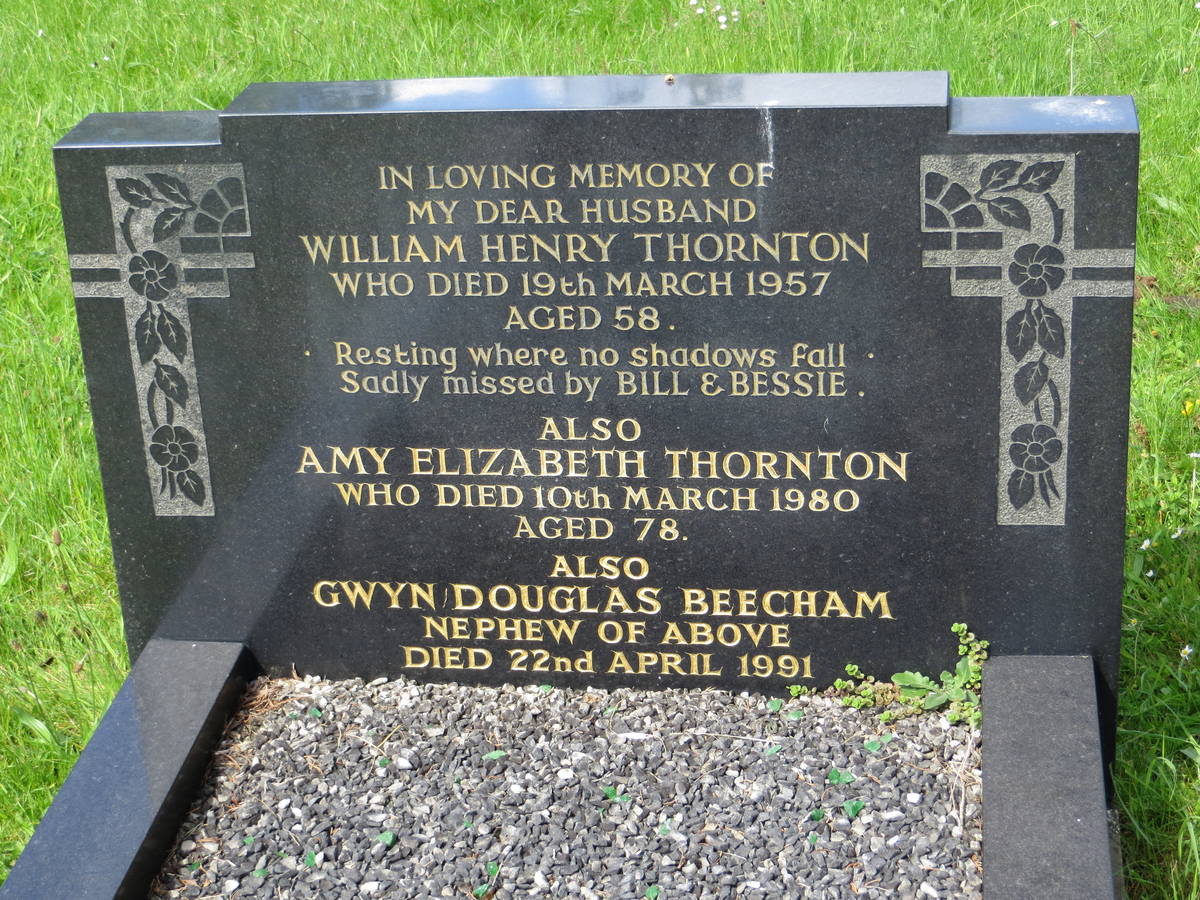 IN LOVING MEMORY OF
MY DEAR HUSBAND
WILLIAM HENRY THORNTON
WHO DIED 19th MARCH 1957
AGED 58.
· Resting where no shadows fall ·
Sadly missed by BILL & BESSIE.
ALSO
AMY ELIZABETH THORNTON
WHO DIED 10th MARCH 1980
AGED 78.
ALSO
GWYN DOUGLAS BEECHAM
NEPHEW OF ABOVE
DIED 22nd APRIL 1991